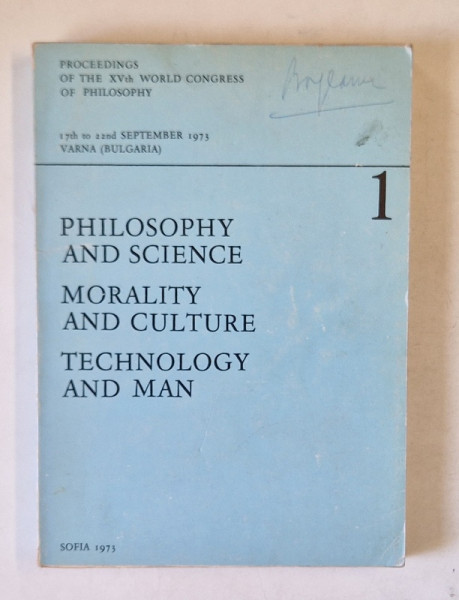 PROCEEDINGS
OF THE XVth WORLD CONGRESS
OF PHILOSOPHY
17th to 22nd SEPTEMBER 1973
VARNA (BULGARIA)
1
PHILOSOPHY
AND SCIENCE
MORALITY
AND CULTURE
TECHNOLOGY
AND MAN
SOFIA 1973